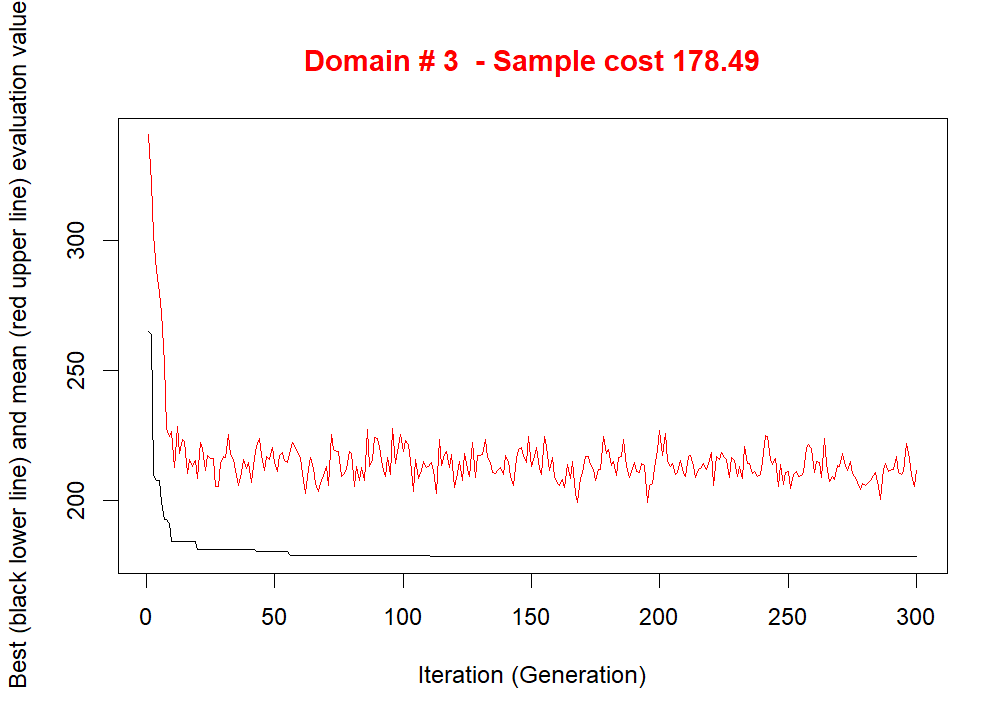 Domain # 3  - Sample cost 178.49
Best (black lower line) and mean (red upper line) evaluation value
300
250
200
0 50 100 150 200 250 300
Iteration (Generation)